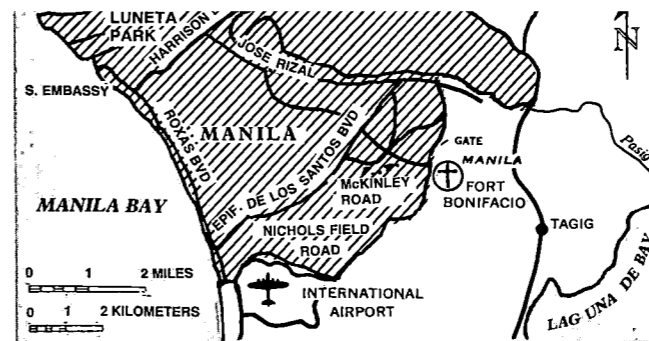 LUNETA
PARK
HARRISON
JOSE RIZAL
N
S. EMBASSY
ROXAS BVD
MANILA
EPIF. DE LOS SANTOS BVD
GATE
MANILA
FORT
BONIFACIO
Pasig
McKINLEY
ROAD
MANILA BAY
TAGIG
NICHOLS FIELD
ROAD
0 1 2 MILES
0 1 2 KILOMETERS
INTERNATIONAL
AIRPORT
LAGUNA DE BAY